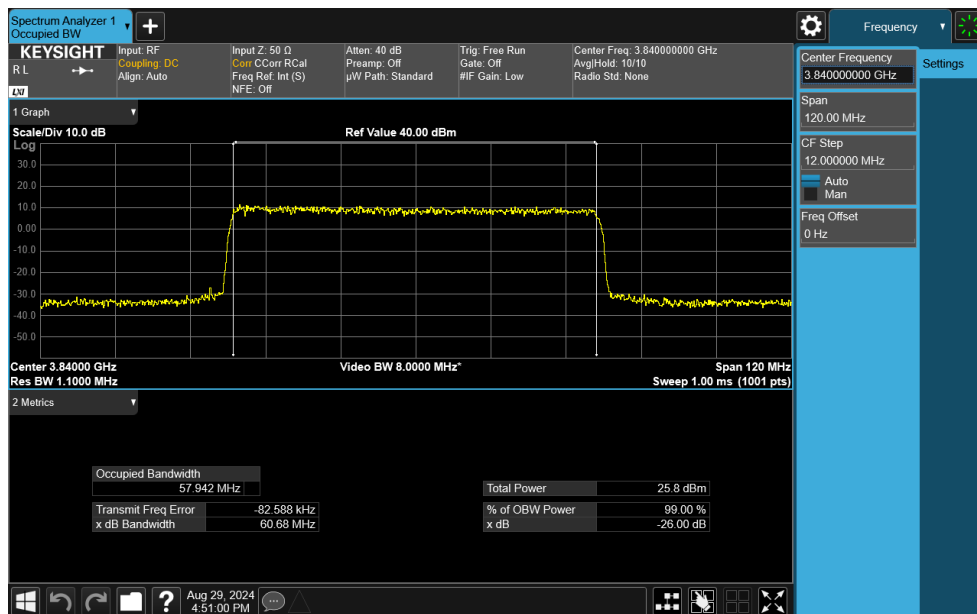 Spectrum Analyzer 1
Occupied BW
Frequency
KEYSIGHT
R L
LXI
Input: RF
Coupling: DC
Align: Auto
Input Z: 50 Ω
Corr CCorr RCal
Freq Ref: Int (S)
NFE: Off
Atten: 40 dB
Preamp: Off
µW Path: Standard
Trig: Free Run
Gate: Off
#IF Gain: Low
Center Freq: 3.840000000 GHz
Avg|Hold: 10/10
Radio Std: None
Center Frequency
3.840000000 GHz
Settings
Span
120.00 MHz
CF Step
12.000000 MHz
Auto
Man
Freq Offset
0 Hz
1 Graph
Scale/Div 10.0 dB
Ref Value 40.00 dBm
Log
30.0
20.0
10.0
0.00
-10.0
-20.0
-30.0
-40.0
-50.0
Center 3.84000 GHz
Video BW 8.0000 MHz*
Span 120 MHz
Res BW 1.1000 MHz
Sweep 1.00 ms (1001 pts)
2 Metrics
Occupied Bandwidth
57.942 MHz
Total Power 25.8 dBm
Transmit Freq Error -82.588 kHz
% of OBW Power 99.00 %
x dB Bandwidth 60.68 MHz
x dB -26.00 dB
?
Aug 29, 2024
4:51:00 PM